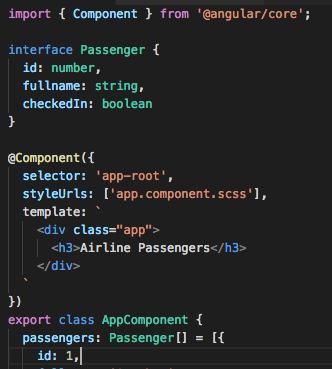 import { Component } from '@angular/core';
interface Passenger {
id: number,
fullname: string,
checkedIn: boolean
}
@Component({
selector: 'app-root',
styleUrls: ['app.component.scss'],
template: `
<div class="app">
<h3>Airline Passengers</h3>
</div>
`
})
export class AppComponent {
passengers: Passenger[] = [{
id: 1,